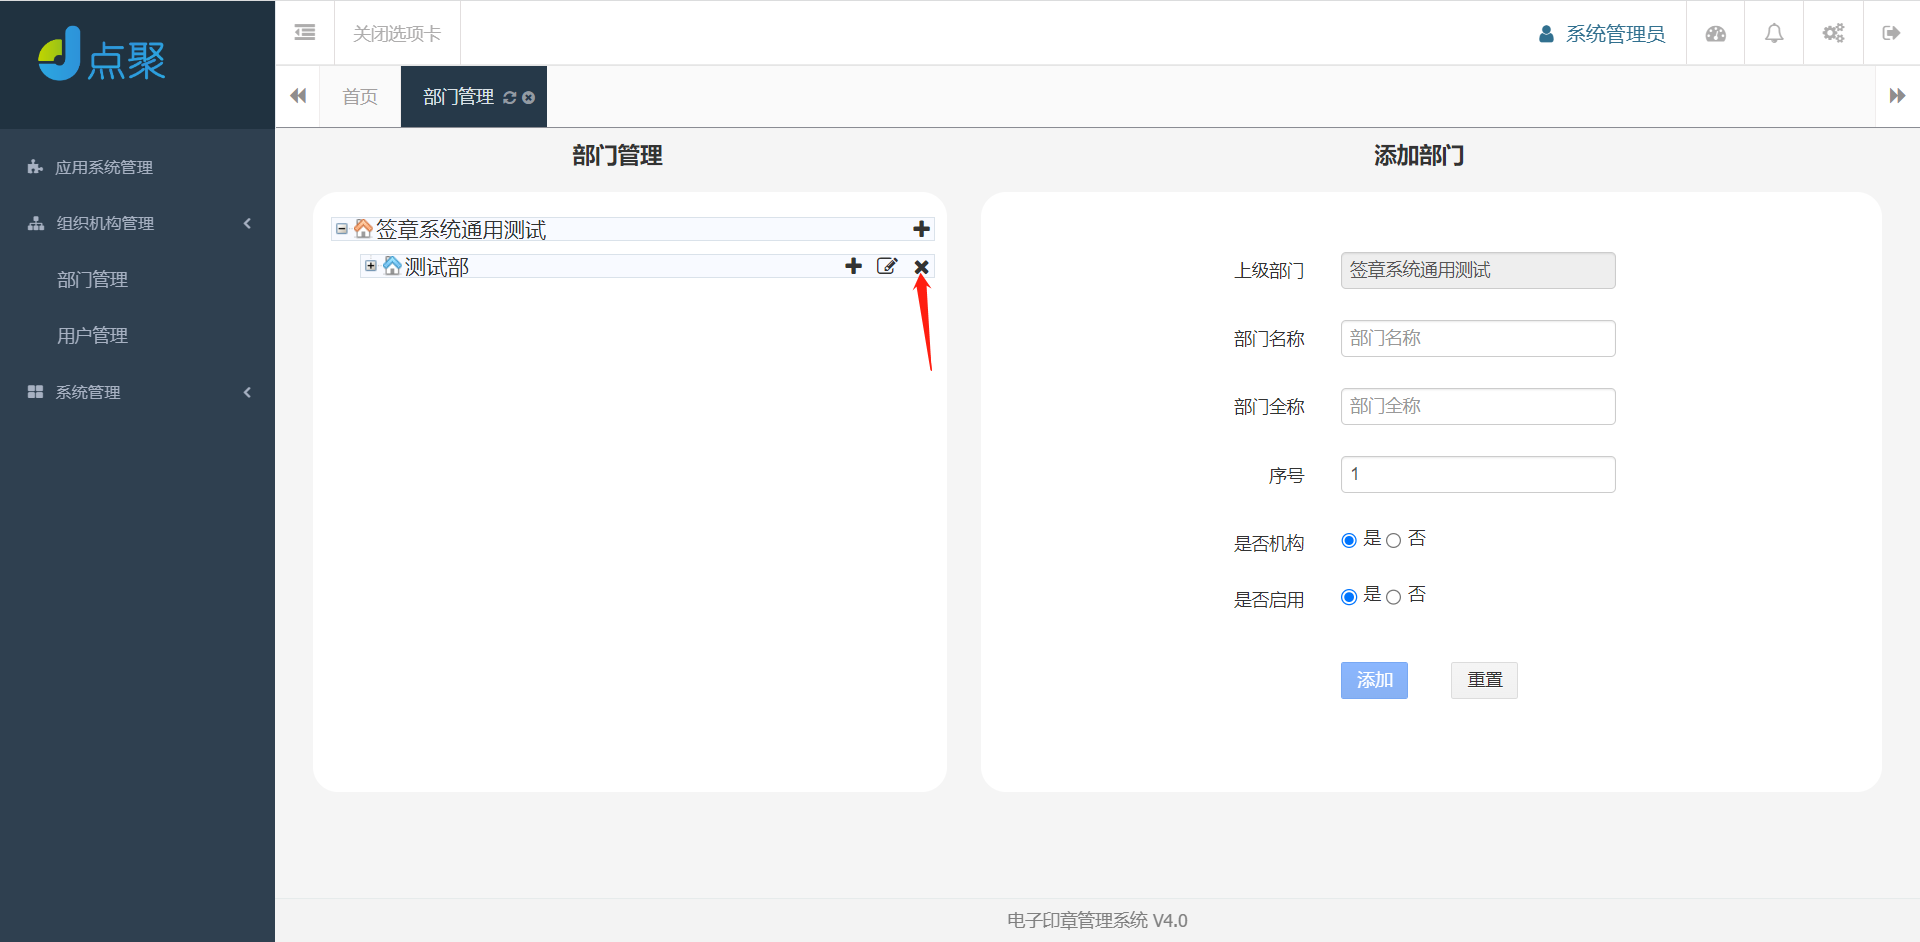 点聚
关闭选项卡
系统管理员
首页
部门管理
应用系统管理
组织机构管理
部门管理
用户管理
系统管理
部门管理
签章系统通用测试
测试部
添加部门
上级部门 签章系统通用测试
部门名称 部门名称
部门全称 部门全称
序号 1
是否机构 是 否
是否启用 是 否
添加 重置
电子印章管理系统 V4.0